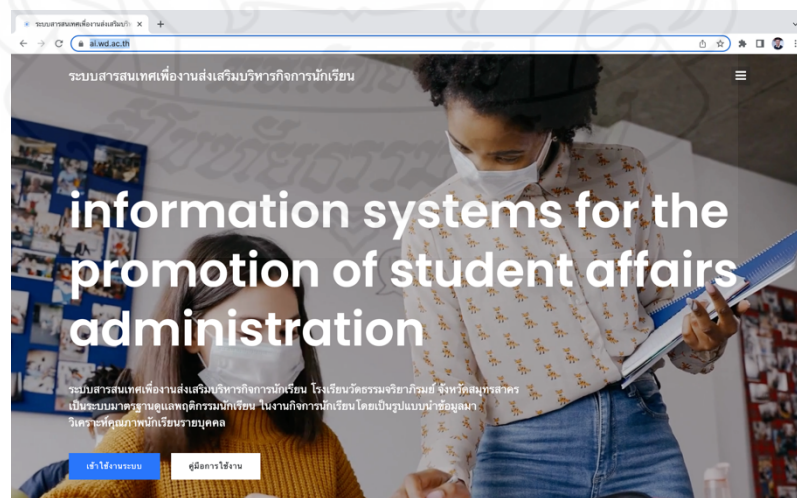 ระบบสารสนเทศเพื่องานส่งเสริมบริ
al.wd.ac.th
ระบบสารสนเทศเพื่องานส่งเสริมบริหารกิจการนักเรียน
information systems for the
promotion of student affairs
administration
ระบบสารสนเทศเพื่องานส่งเสริมบริหารกิจการนักเรียน โรงเรียนวัดธรรมจริยาภิรมย์ จังหวัดสมุทรสาคร
เป็นระบบมาตรฐานดูแลพฤติกรรมนักเรียน ในงานกิจการนักเรียน โดยเป็นรูปแบบนำข้อมูลมา
วิเคราะห์คุณภาพนักเรียนรายบุคคล
เข้าใช้งานระบบ
คู่มือการใช้งาน